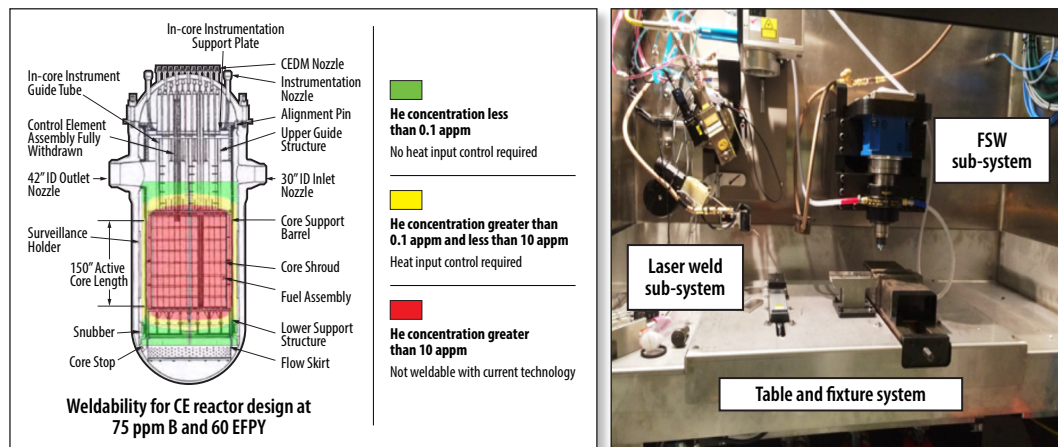 In-core Instrumentation
Support Plate
CEDM Nozzle
In-core Instrument
Guide Tube
Instrumentation
Nozzle
Alignment Pin
Control Element
Assembly Fully
Withdrawn
Upper Guide
Structure
42" ID Outlet
Nozzle
30" ID Inlet
Nozzle
Surveillance
Holder
Core Support
Barrel
150" Active
Core Length
Core Shroud
Fuel Assembly
Snubber
Lower Support
Structure
Core Stop
Flow Skirt
Weldability for CE reactor design at
75 ppm B and 60 EFPY
He concentration less
than 0.1 appm
No heat input control required
He concentration greater than
0.1 appm and less than 10 appm
Heat input control required
He concentration greater
than 10 appm
Not weldable with current technology
FSW
sub-system
Laser weld
sub-system
Table and fixture system